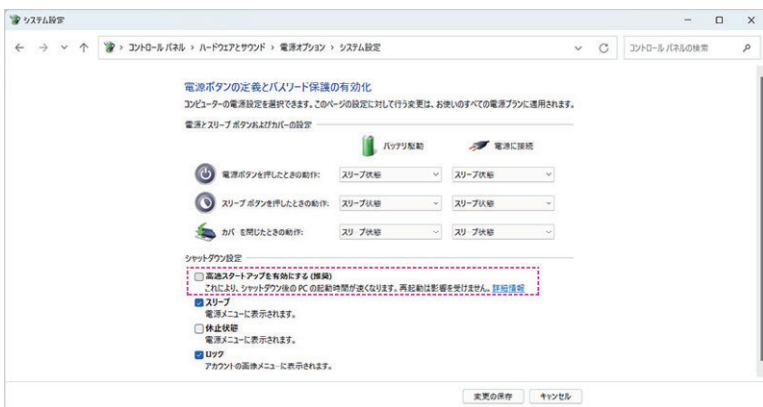 システム設定
コントロール パネル › ハードウェアとサウンド › 電源オプション › システム設定
コントロール パネルの検索
電源ボタンの定義とパスワード保護の有効化
コンピューターの電源設定を選択できます。このページの設定に対して行う変更は、お使いのすべての電源プランに適用されます。
電源とスリープ ボタンおよびカバーの設定
バッテリ駆動 電源に接続
電源ボタンを押したときの動作: スリープ状態 スリープ状態
スリープ ボタンを押したときの動作: スリープ状態 スリープ状態
カバーを閉じたときの動作: スリープ状態 スリープ状態
シャットダウン設定
高速スタートアップを有効にする (推奨)
これにより、シャットダウン後の PC の起動時間が速くなります。再起動は影響を受けません。詳細情報
スリープ
電源メニューに表示されます。
休止状態
電源メニューに表示されます。
ロック
アカウントの画像メニューに表示されます。
変更の保存 キャンセル